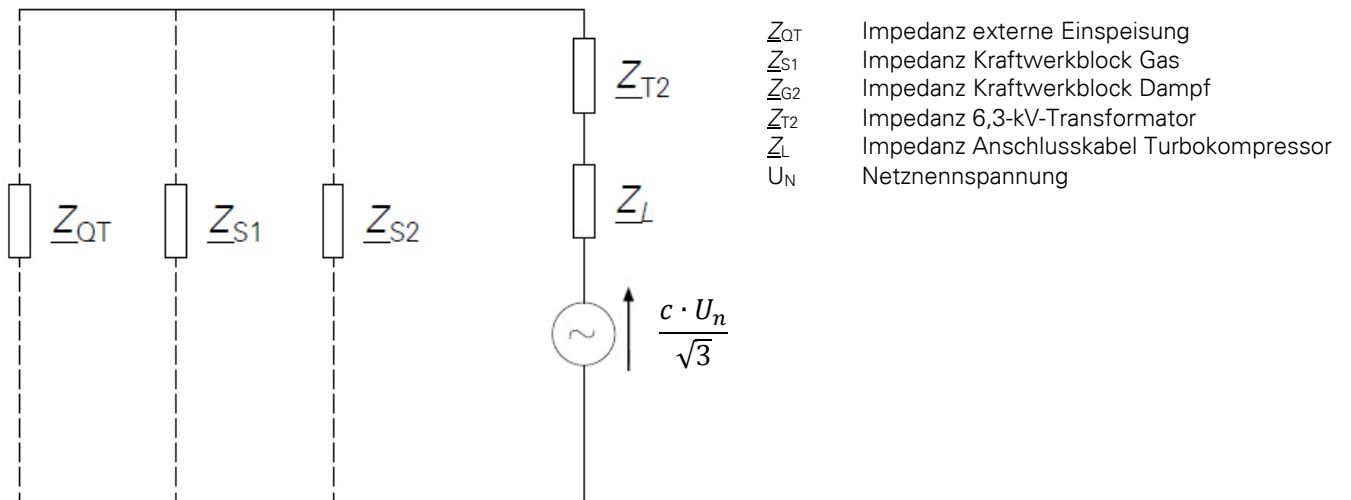 Z_QT
Z_S1
Z_S2
Z_T2
Z_L
~
c · U_n
√3
Z_QT Impedanz externe Einspeisung
Z_S1 Impedanz Kraftwerkblock Gas
Z_G2 Impedanz Kraftwerkblock Dampf
Z_T2 Impedanz 6,3-kV-Transformator
Z_L Impedanz Anschlusskabel Turbokompressor
U_N Netznennspannung